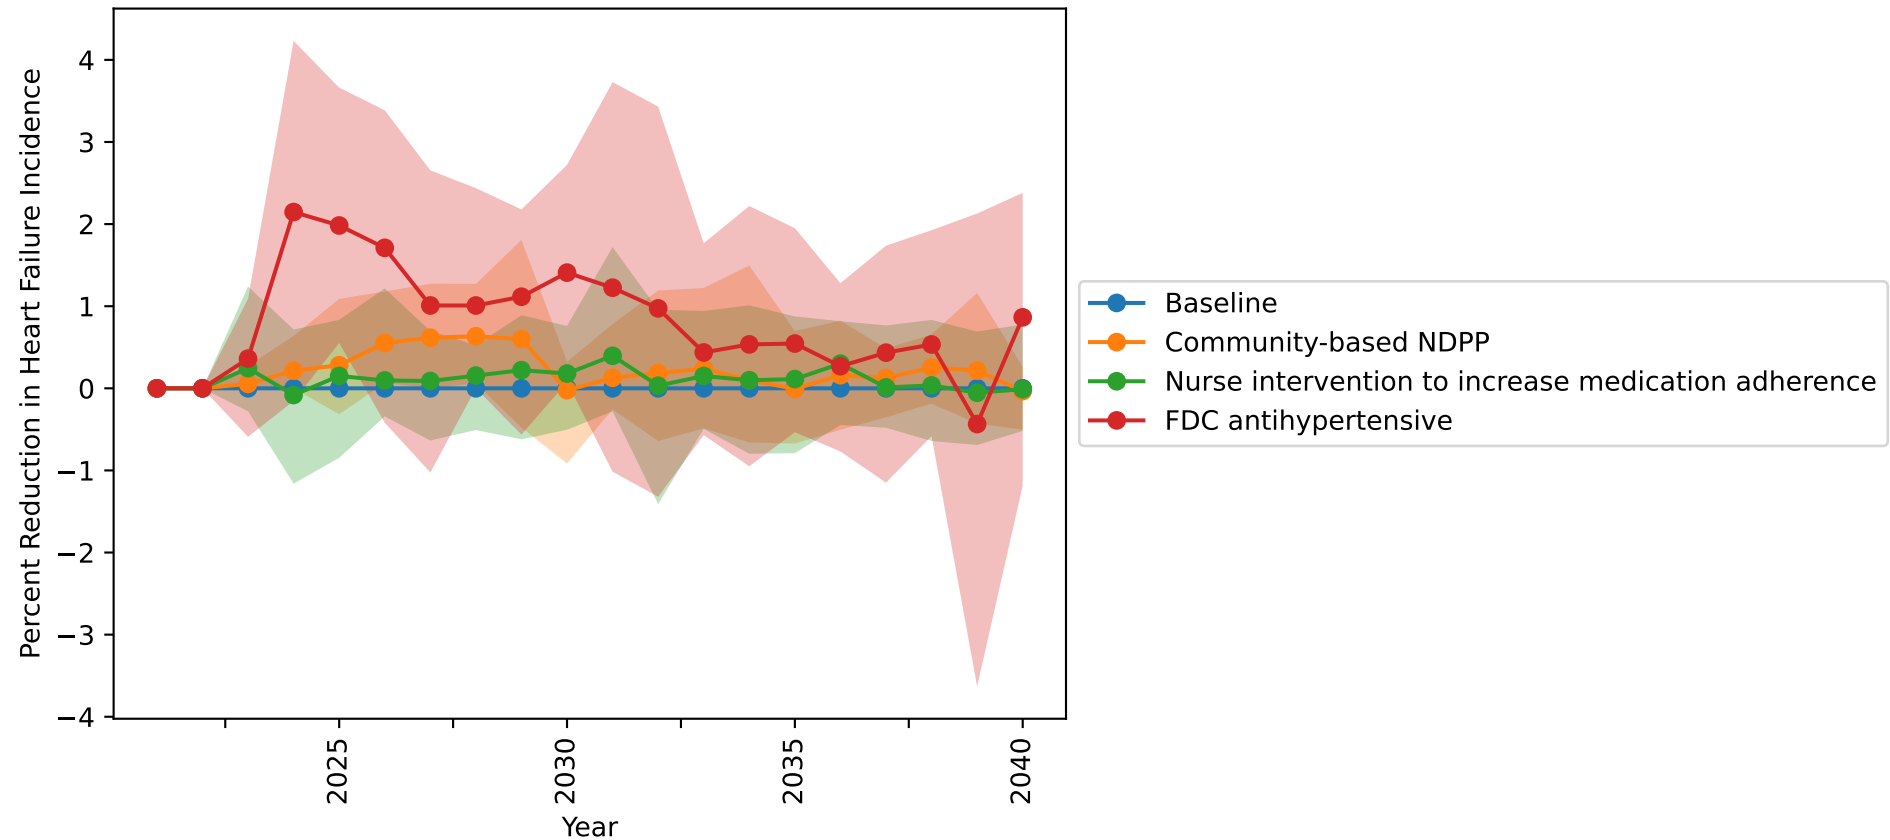 Percent Reduction in Heart Failure Incidence
4
3
2
1
0
−1
−2
−3
−4
2025
2030
2035
2040
Year
Baseline
Community-based NDPP
Nurse intervention to increase medication adherence
FDC antihypertensive